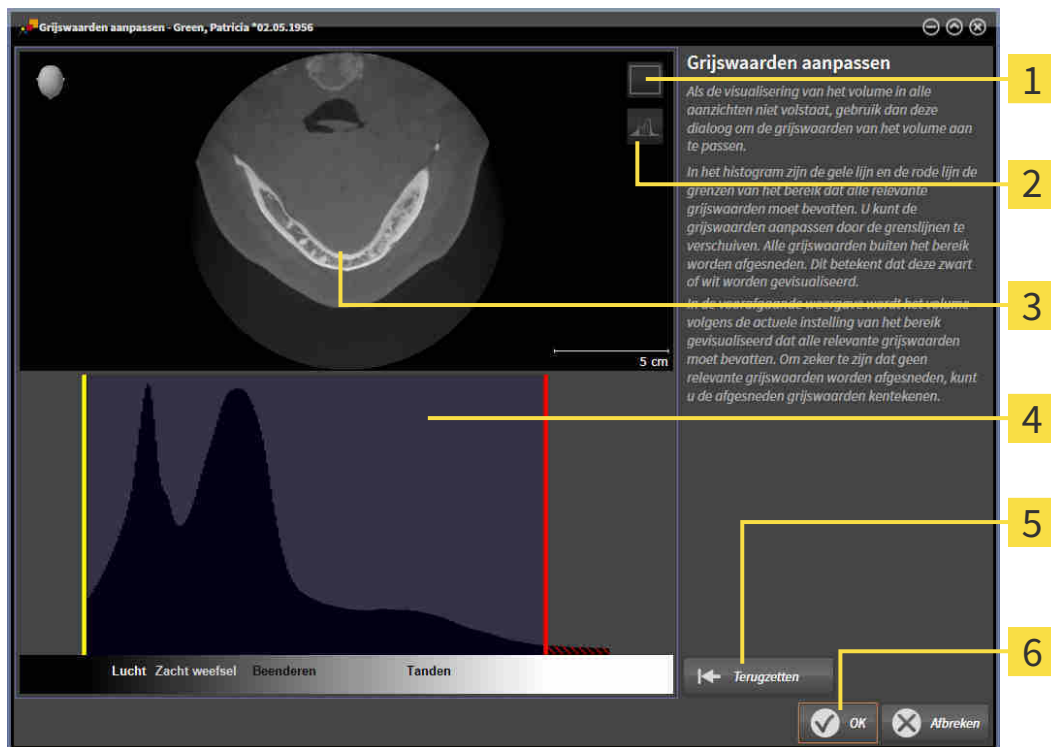 Grijswaarden aanpassen - Green, Patricia *02.05.1956
5 cm
Lucht Zacht weefsel Beenderen Tanden
Grijswaarden aanpassen
Als de visualisering van het volume in alle
aanzichten niet volstaat, gebruik dan deze
dialoog om de grijswaarden van het volume aan
te passen.
In het histogram zijn de gele lijn en de rode lijn de
grenzen van het bereik dat alle relevante
grijswaarden moet bevatten. U kunt de
grijswaarden aanpassen door de grenslijnen te
verschuiven. Alle grijswaarden buiten het bereik
worden afgesneden. Dit betekent dat deze zwart
of wit worden gevisualiseerd.
In de voorafgaande weergave wordt het volume
volgens de actuele instelling van het bereik
gevisualiseerd dat alle relevante grijswaarden
moet bevatten. Om zeker te zijn dat geen
relevante grijswaarden worden afgesneden, kunt
u de afgesneden grijswaarden kentekenen.
Terugzetten
OK
Afbreken
1
2
3
4
5
6